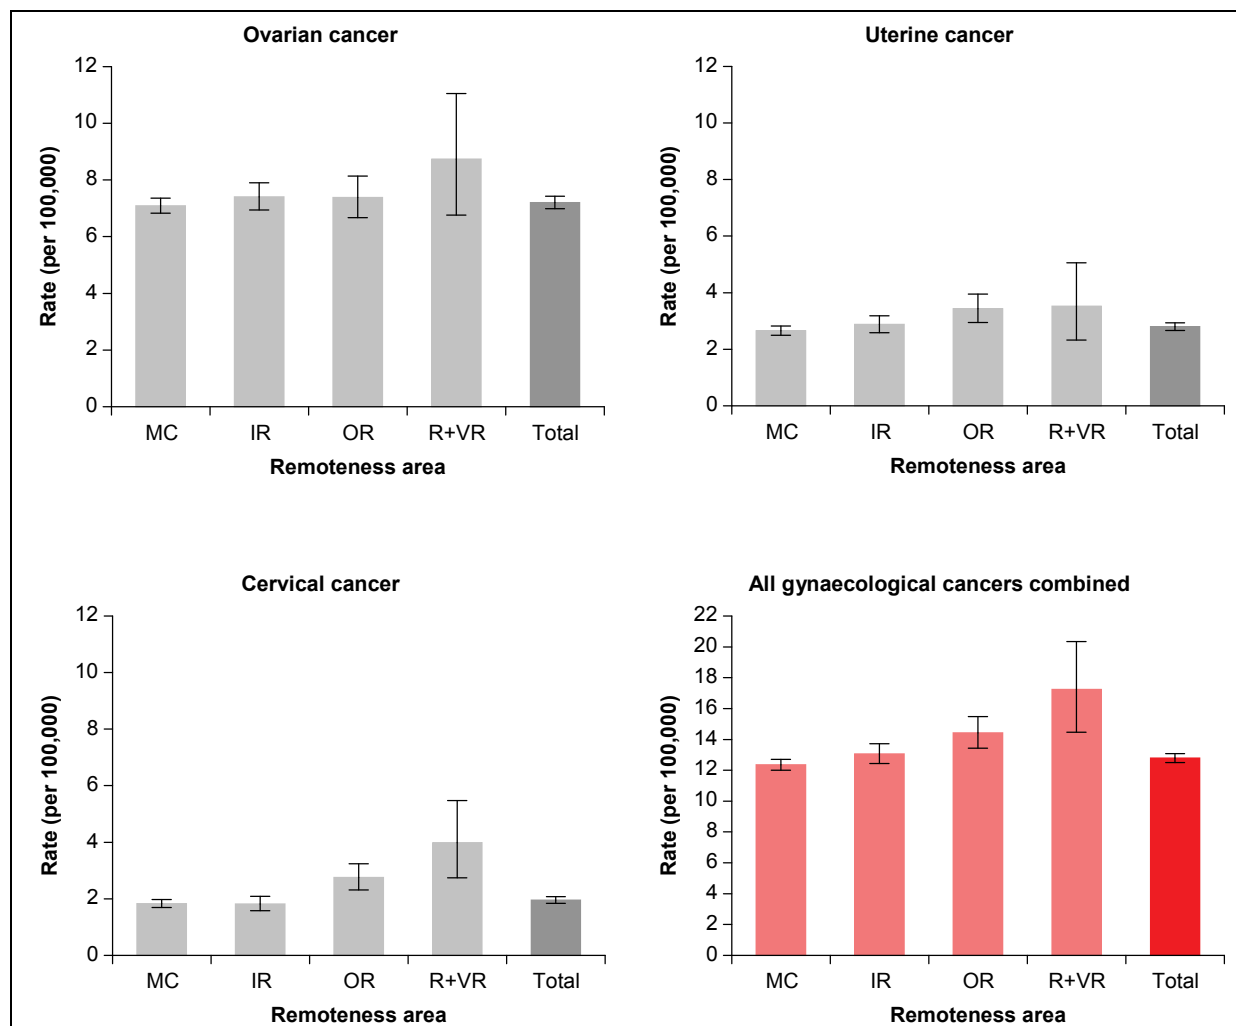 Ovarian cancer
Rate (per 100,000)
12
10
8
6
4
2
0
MC IR OR R+VR Total
Remoteness area
Uterine cancer
Rate (per 100,000)
12
10
8
6
4
2
0
MC IR OR R+VR Total
Remoteness area
Cervical cancer
Rate (per 100,000)
12
10
8
6
4
2
0
MC IR OR R+VR Total
Remoteness area
All gynaecological cancers combined
Rate (per 100,000)
22
20
18
16
14
12
10
8
6
4
2
0
MC IR OR R+VR Total
Remoteness area